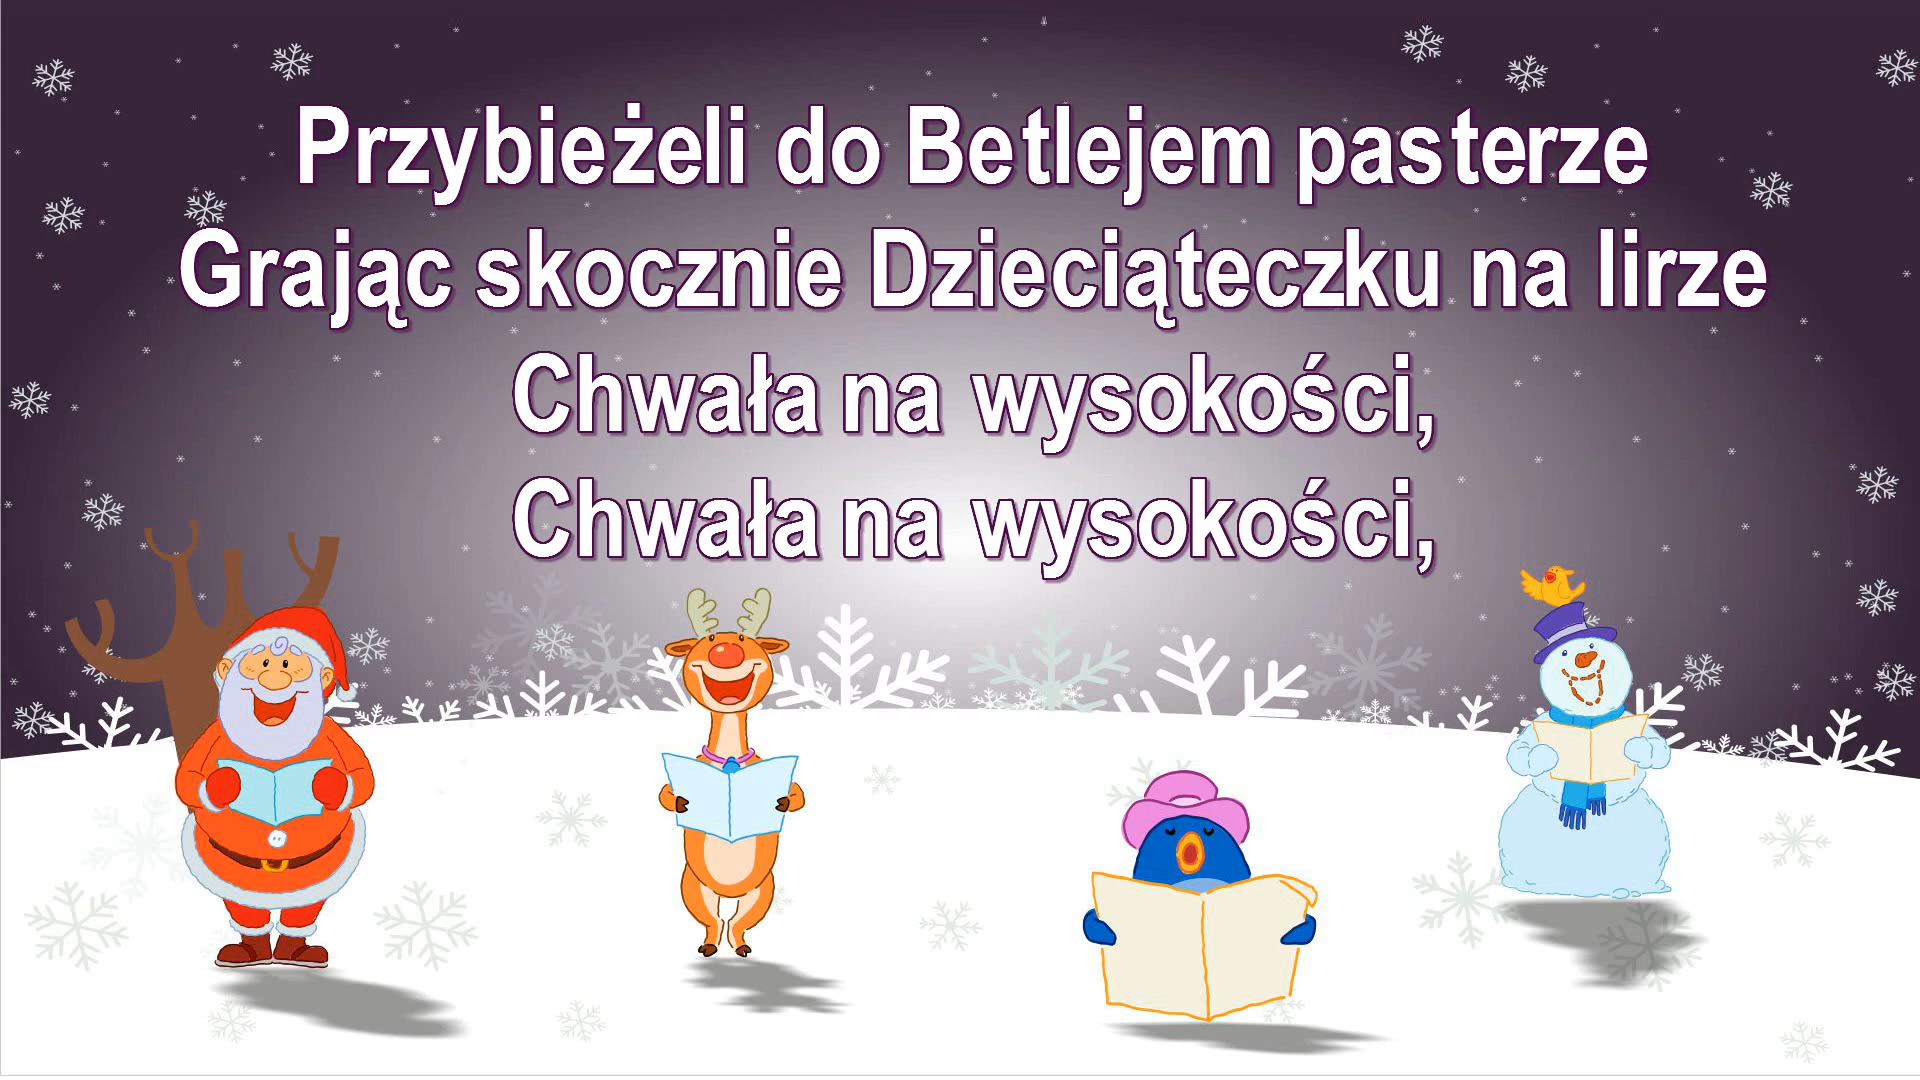 Przybieżeli do Betlejem pasterze
Grając skocznie Dzieciąteczku na lirze
Chwała na wysokości,
Chwała na wysokości,